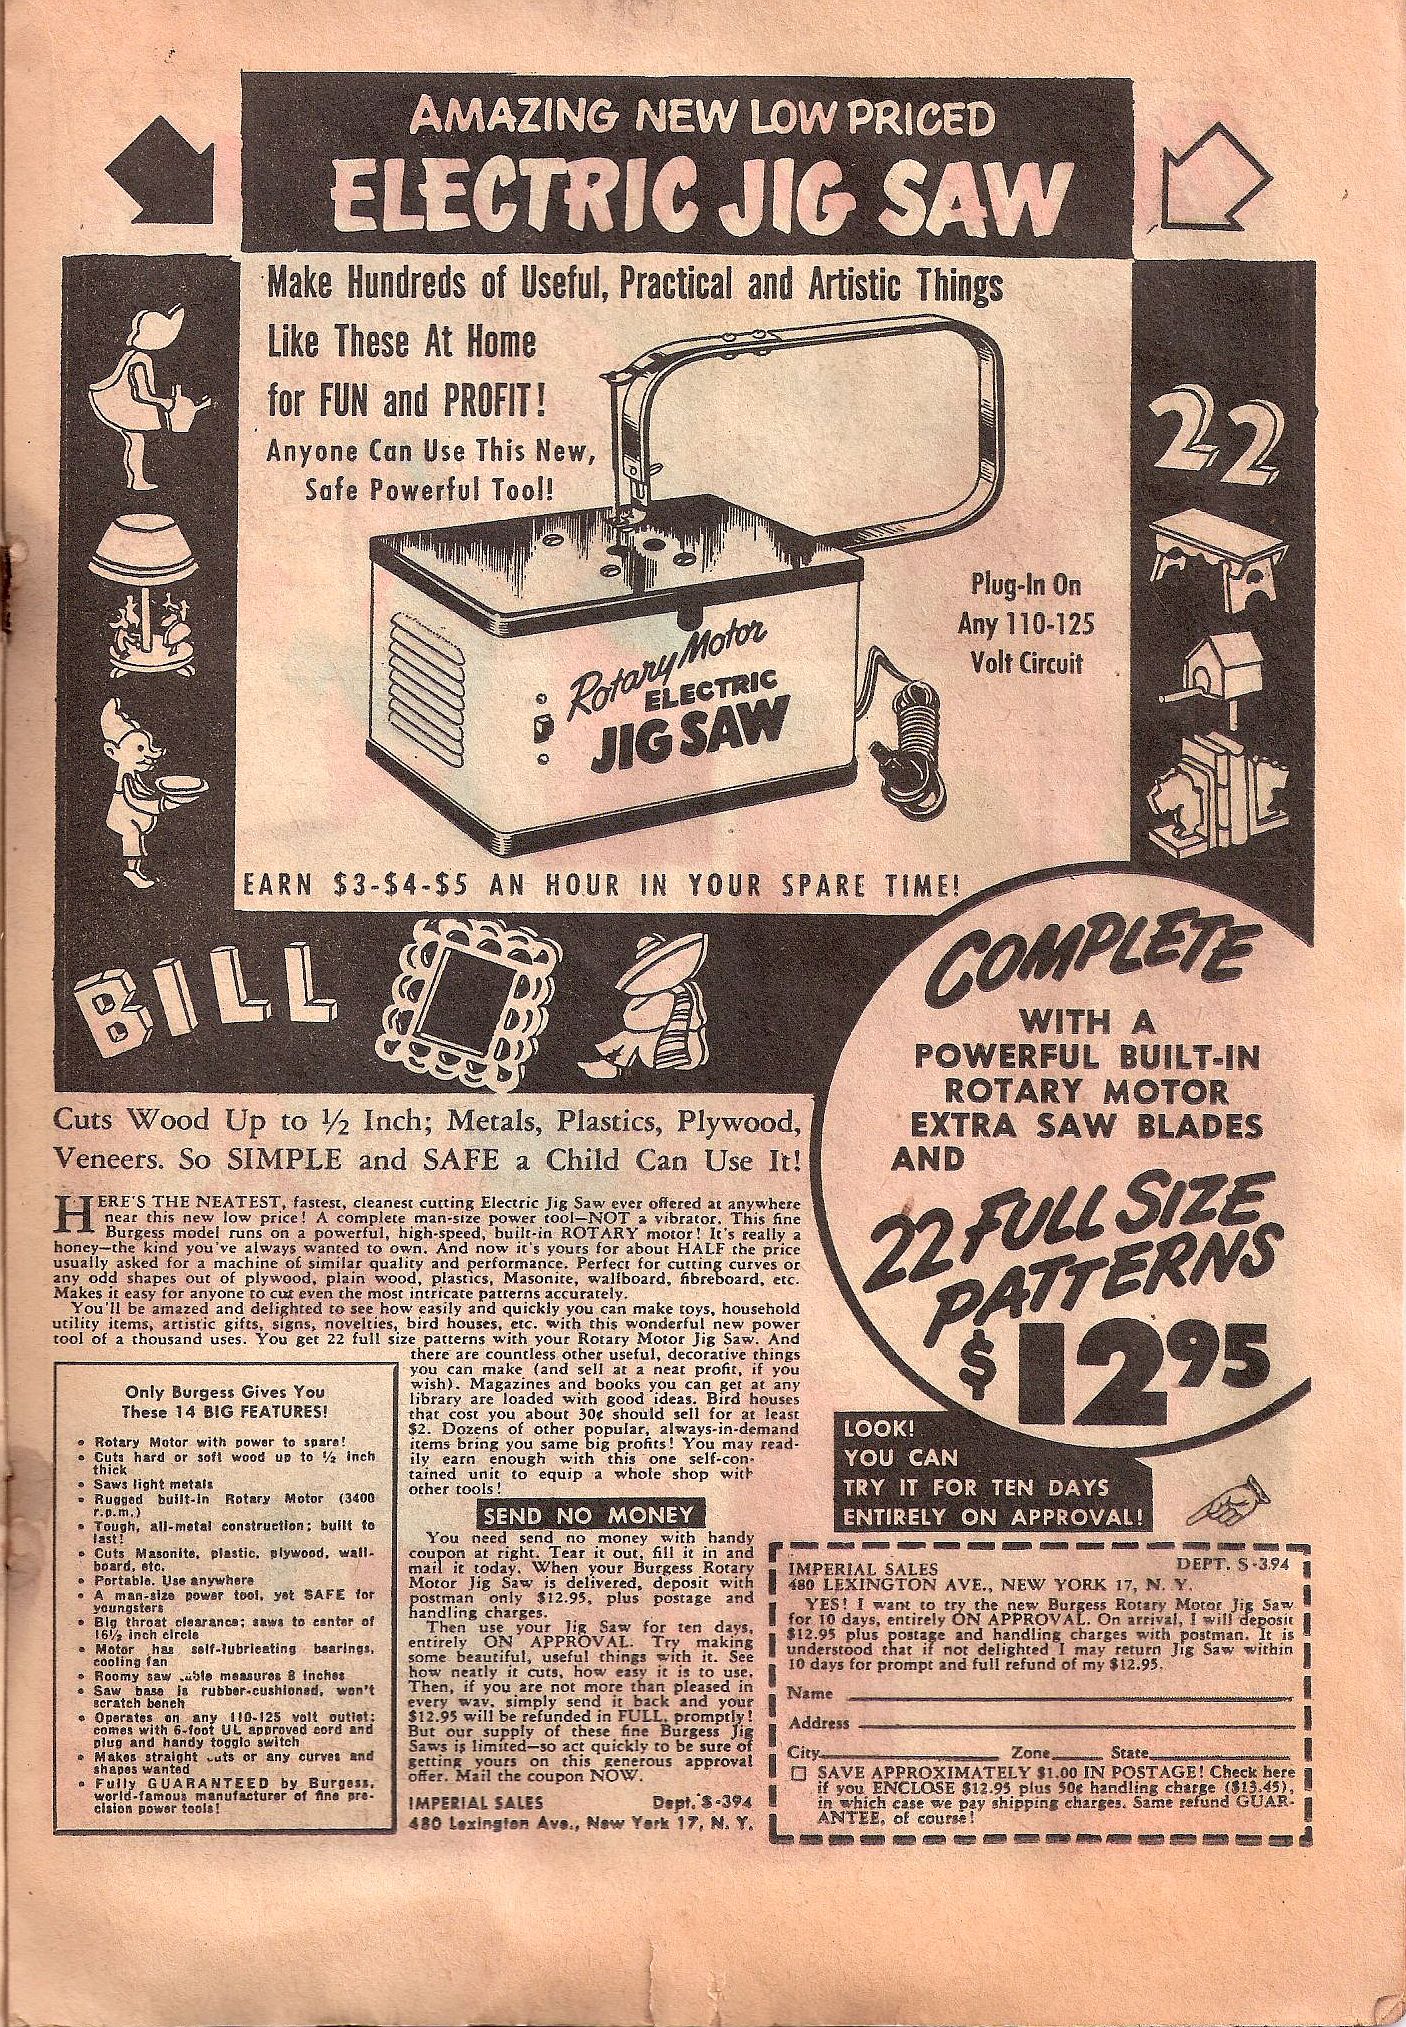 AMAZING NEW LOW PRICED
ELECTRIC JIG SAW
Make Hundreds of Useful, Practical and Artistic Things
Like These At Home
for FUN and PROFIT!
Anyone Can Use This New,
Safe Powerful Tool!
22
Plug-In On
Any 110-125
Volt Circuit
Rotary Motor
ELECTRIC
JIG SAW
EARN $3-$4-$5 AN HOUR IN YOUR SPARE TIME!
BILL
COMPLETE
WITH A
POWERFUL BUILT-IN
ROTARY MOTOR
EXTRA SAW BLADES
AND
22 FULL SIZE
PATTERNS
$12.95
Cuts Wood Up to ½ Inch; Metals, Plastics, Plywood,
Veneers. So SIMPLE and SAFE a Child Can Use It!
HERE'S THE NEATEST, fastest, cleanest cutting Electric Jig Saw ever offered at anywhere
near this new low price! A complete man-size power tool—NOT a vibrator. This fine
Burgess model runs on a powerful, high-speed, built-in ROTARY motor! It's really a
honey—the kind you've always wanted to own. And now it's yours for about HALF the price
usually asked for a machine of similar quality and performance. Perfect for cutting curves or
any odd shapes out of plywood, plain wood, plastics, Masonite, wallboard, fibreboard, etc.
Makes it easy for anyone to cut even the most intricate patterns accurately.
You'll be amazed and delighted to see how easily and quickly you can make toys, household
utility items, artistic gifts, signs, novelties, bird houses, etc. with this wonderful new power
tool of a thousand uses. You get 22 full size patterns with your Rotary Motor Jig Saw. And
there are countless other useful, decorative things
you can make (and sell at a neat profit, if you
wish). Magazines and books you can get at any
library are loaded with good ideas. Bird houses
that cost you about 30¢ should sell for at least
$2. Dozens of other popular, always-in-demand
items bring you same big profits! You may read-
ily earn enough with this one self-con-
tained unit to equip a whole shop with
other tools!
Only Burgess Gives You
These 14 BIG FEATURES!
• Rotary Motor with power to spare!
• Cuts hard or soft wood up to ½ inch
thick
• Saws light metals
• Rugged built-in Rotary Motor (3400
r.p.m.)
• Tough, all-metal construction; built to
last!
• Cuts Masonite, plastic, plywood, wall-
board, etc.
• Portable. Use anywhere
• A man-size power tool, yet SAFE for
youngsters
• Big throat clearance; saws to center of
16½ inch circle
• Motor has self-lubricating bearings,
cooling fan
• Roomy saw table measures 8 inches
• Saw base is rubber-cushioned, won't
scratch bench
• Operates on any 110-125 volt outlet;
comes with 6-foot UL approved cord and
plug and handy toggle switch
• Makes straight cuts or any curves and
shapes wanted
• Fully GUARANTEED by Burgess,
world-famous manufacturer of fine pre-
cision power tools!
SEND NO MONEY
You need send no money with handy
coupon at right. Tear it out, fill it in and
mail it today. When your Burgess Rotary
Motor Jig Saw is delivered, deposit with
postman only $12.95, plus postage and
handling charges.
Then use your Jig Saw for ten days,
entirely ON APPROVAL. Try making
some beautiful, useful things with it. See
how neatly it cuts, how easy it is to use.
Then, if you are not more than pleased in
every way, simply send it back and your
$12.95 will be refunded in FULL, promptly!
But our supply of these fine Burgess Jig
Saws is limited—so act quickly to be sure of
getting yours on this generous approval
offer. Mail the coupon NOW.
IMPERIAL SALES Dept. S-394
480 Lexington Ave., New York 17, N. Y.
LOOK!
YOU CAN
TRY IT FOR TEN DAYS
ENTIRELY ON APPROVAL!
IMPERIAL SALES DEPT. S-394
480 LEXINGTON AVE., NEW YORK 17, N. Y.
YES! I want to try the new Burgess Rotary Motor Jig Saw
for 10 days, entirely ON APPROVAL. On arrival, I will deposit
$12.95 plus postage and handling charges with postman. It is
understood that if not delighted I may return Jig Saw within
10 days for prompt and full refund of my $12.95.
Name
Address
City Zone State
□ SAVE APPROXIMATELY $1.00 IN POSTAGE! Check here
if you ENCLOSE $12.95 plus 50¢ handling charge ($13.45),
in which case we pay shipping charges. Same refund GUAR-
ANTEE, of course!